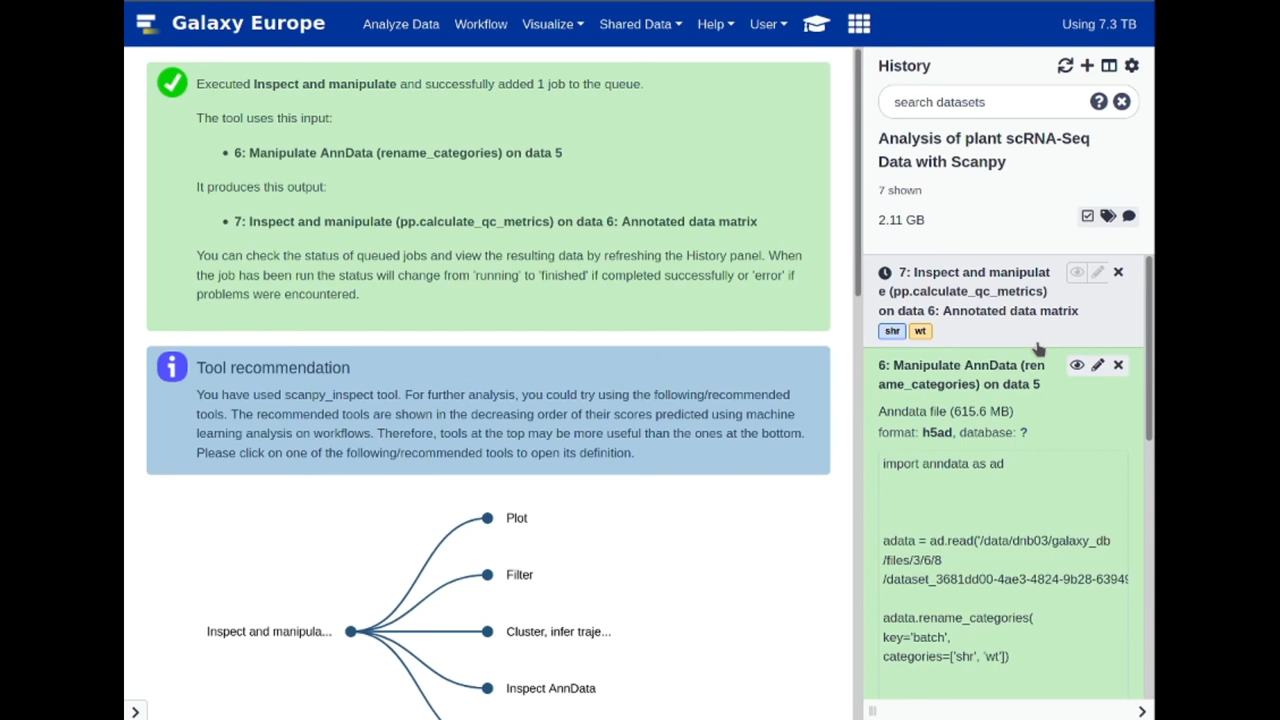 Galaxy Europe
Analyze Data Workflow Visualize Shared Data Help User
Using 7.3 TB
Executed Inspect and manipulate and successfully added 1 job to the queue.
The tool uses this input:
• 6: Manipulate AnnData (rename_categories) on data 5
It produces this output:
• 7: Inspect and manipulate (pp.calculate_qc_metrics) on data 6: Annotated data matrix
You can check the status of queued jobs and view the resulting data by refreshing the History panel. When
the job has been run the status will change from 'running' to 'finished' if completed successfully or 'error' if
problems were encountered.
Tool recommendation
You have used scanpy_inspect tool. For further analysis, you could try using the following/recommended
tools. The recommended tools are shown in the decreasing order of their scores predicted using machine
learning analysis on workflows. Therefore, tools at the top may be more useful than the ones at the bottom.
Please click on one of the following/recommended tools to open its definition.
Plot
Filter
Inspect and manipula...
Cluster, infer traje...
Inspect AnnData
History
search datasets
Analysis of plant scRNA-Seq
Data with Scanpy
7 shown
2.11 GB
7: Inspect and manipulat
e (pp.calculate_qc_metrics)
on data 6: Annotated data matrix
shr wt
6: Manipulate AnnData (ren
ame_categories) on data 5
Anndata file (615.6 MB)
format: h5ad, database: ?
import anndata as ad
adata = ad.read('/data/dnb03/galaxy_db
/files/3/6/8
/dataset_3681dd00-4ae3-4824-9b28-63949
adata.rename_categories(
key='batch',
categories=['shr', 'wt'])